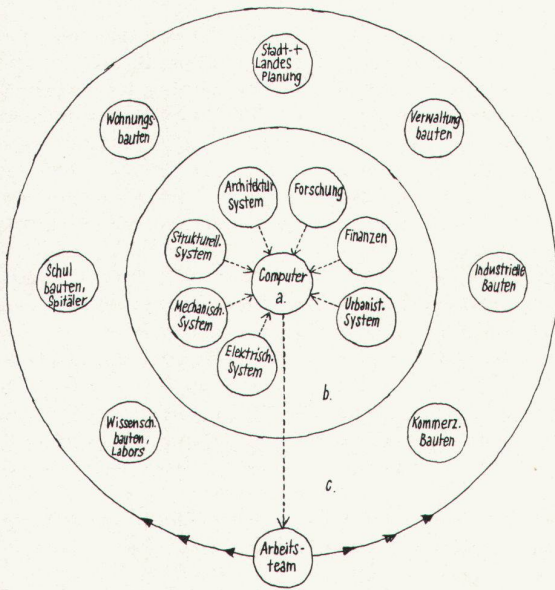 Stadt-+
Landes
Planung
Wohnungs
bauten
Verwaltung
bauten
Architektur
System
Forschung
Strukturell.
System
Finanzen
Schul
bauten,
Spitäler
Computer
a.
Industrielle
Bauten
Mechanisch.
System
Urbanist.
System
Elektrisch.
System
b.
Wissensch.
bauten,
Labors
Kommerz.
Bauten
c.
Arbeits-
team